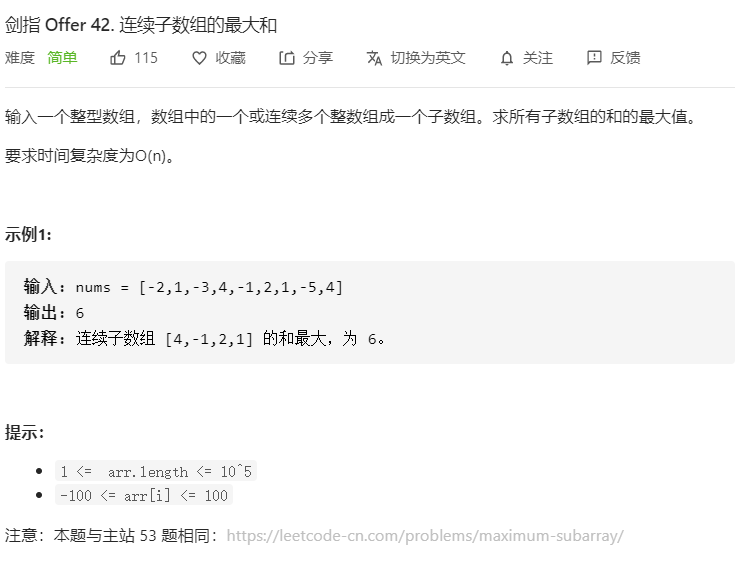 剑指 Offer 42. 连续子数组的最大和
难度 简单 115 收藏 分享 切换为英文 关注 反馈
输入一个整型数组，数组中的一个或连续多个整数组成一个子数组。求所有子数组的和的最大值。
要求时间复杂度为O(n)。
示例1:
输入: nums = [-2,1,-3,4,-1,2,1,-5,4]
输出: 6
解释: 连续子数组 [4,-1,2,1] 的和最大，为 6。
提示：
1 <= arr.length <= 10^5
-100 <= arr[i] <= 100
注意：本题与主站 53 题相同：https://leetcode-cn.com/problems/maximum-subarray/